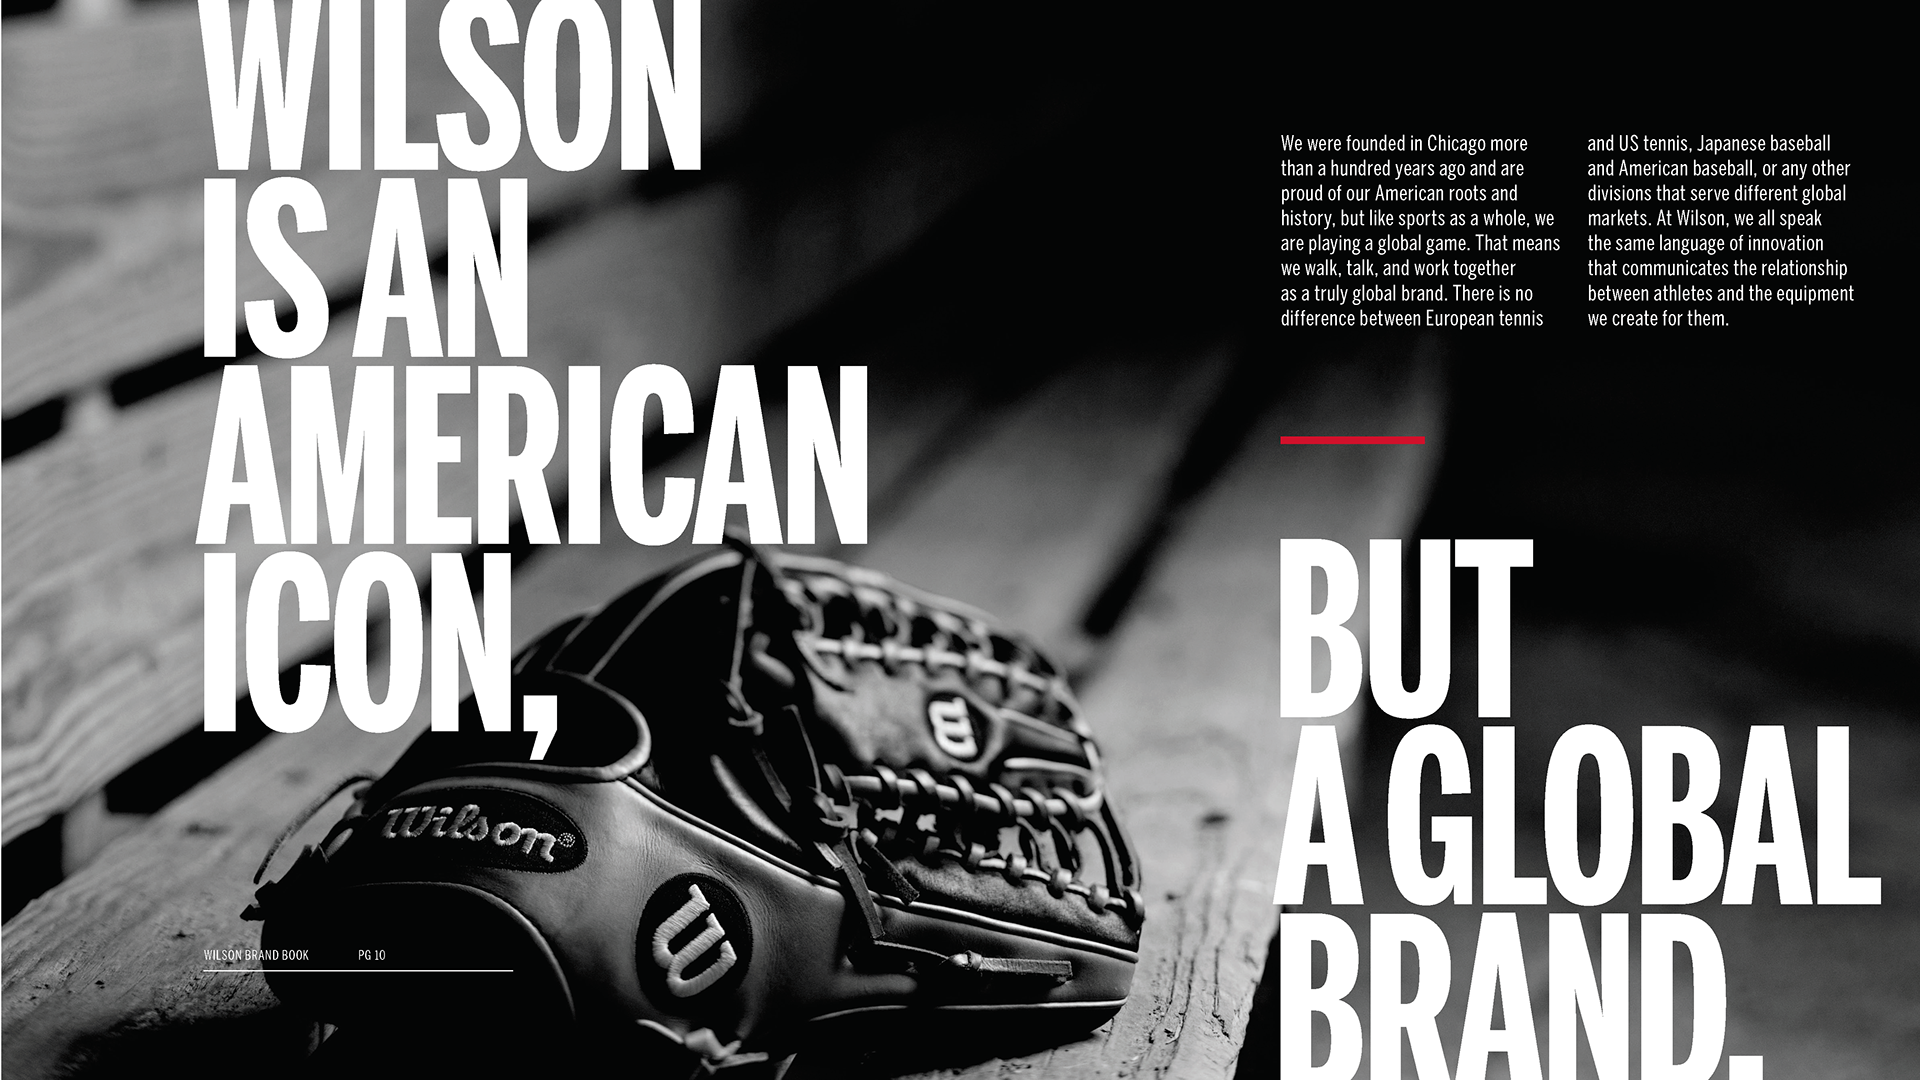 WILSON
IS AN
AMERICAN
ICON,
We were founded in Chicago more
than a hundred years ago and are
proud of our American roots and
history, but like sports as a whole, we
are playing a global game. That means
we walk, talk, and work together
as a truly global brand. There is no
difference between European tennis
and US tennis, Japanese baseball
and American baseball, or any other
divisions that serve different global
markets. At Wilson, we all speak
the same language of innovation
that communicates the relationship
between athletes and the equipment
we create for them.
BUT
A GLOBAL
BRAND.
W
Wilson®
W
WILSON BRAND BOOK PG 10